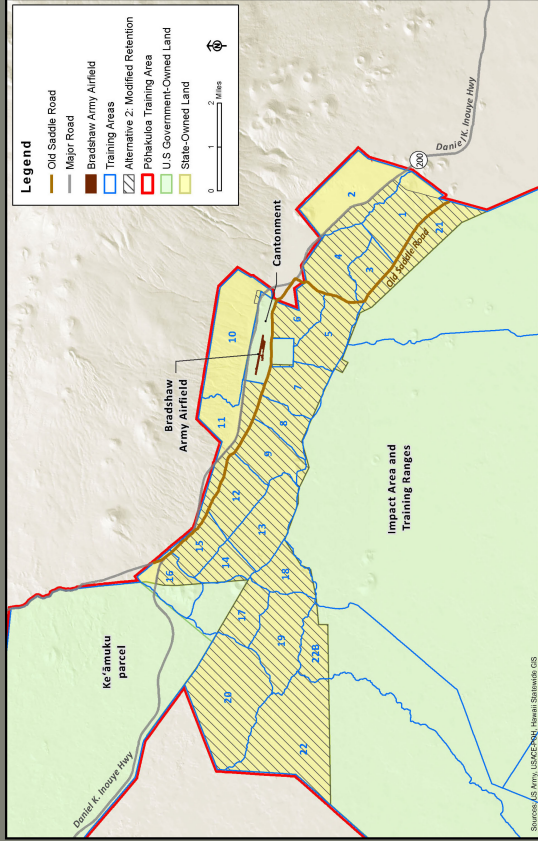 Legend
Old Saddle Road
Major Road
Bradshaw Army Airfield
Training Areas
Alternative 2: Modified Retention
Pōhakuloa Training Area
U.S Government-Owned Land
State-Owned Land
0 1 2
Miles
N
Daniel K. Inouye Hwy
Ke‘āmuku
parcel
Bradshaw
Army Airfield
Cantonment
Daniel K. Inouye Hwy
200
Old Saddle Road
Impact Area and
Training Ranges
1
2
3
4
5
6
7
8
9
10
11
12
13
14
15
16
17
18
19
20
21
22
22B
Sources: US Army, USACE-POH, Hawaii Statewide GIS